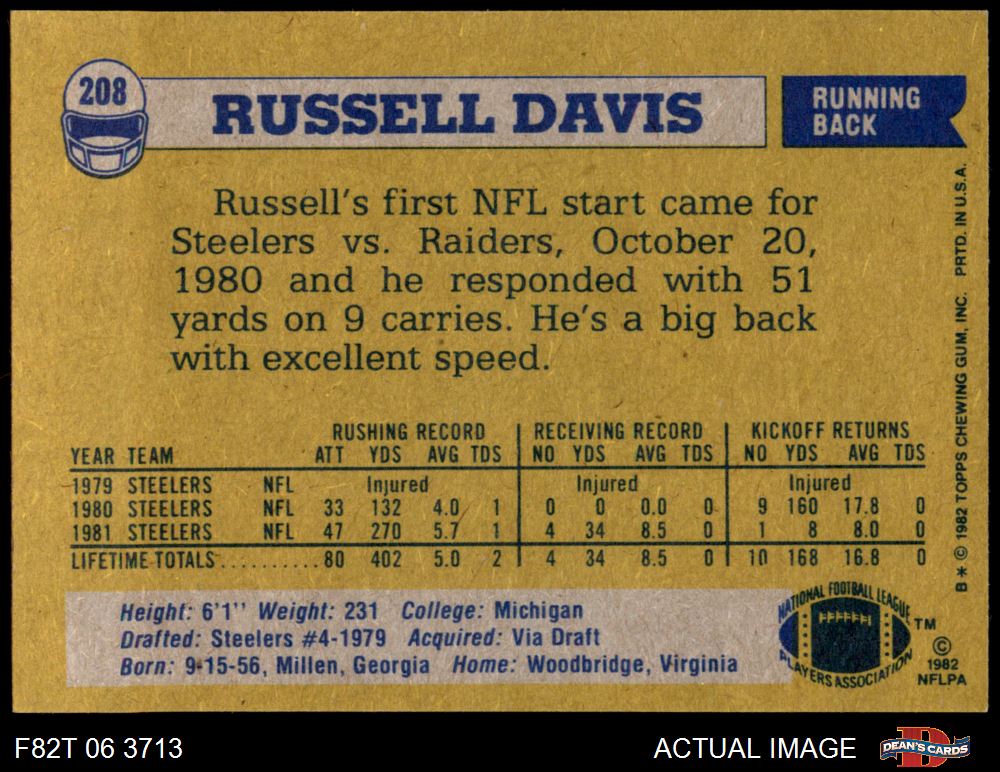 208
RUSSELL DAVIS
RUNNING
BACK
Russell's first NFL start came for
Steelers vs. Raiders, October 20,
1980 and he responded with 51
yards on 9 carries. He's a big back
with excellent speed.
RUSHING RECORD RECEIVING RECORD KICKOFF RETURNS
YEAR TEAM ATT YDS AVG TDS NO YDS AVG TDS NO YDS AVG TDS
1979 STEELERS NFL Injured Injured Injured
1980 STEELERS NFL 33 132 4.0 1 0 0 0.0 0 9 160 17.8 0
1981 STEELERS NFL 47 270 5.7 1 4 34 8.5 0 1 8 8.0 0
LIFETIME TOTALS..........80 402 5.0 2 4 34 8.5 0 10 168 16.8 0
Height: 6'1" Weight: 231 College: Michigan
Drafted: Steelers #4-1979 Acquired: Via Draft
Born: 9-15-56, Millen, Georgia Home: Woodbridge, Virginia
NATIONAL FOOTBALL LEAGUE
PLAYERS ASSOCIATION
TM
©
1982
NFLPA
B * © 1982 TOPPS CHEWING GUM, INC. PRTD. IN U.S.A.
F82T 06 3713
ACTUAL IMAGE
DEAN'S CARDS